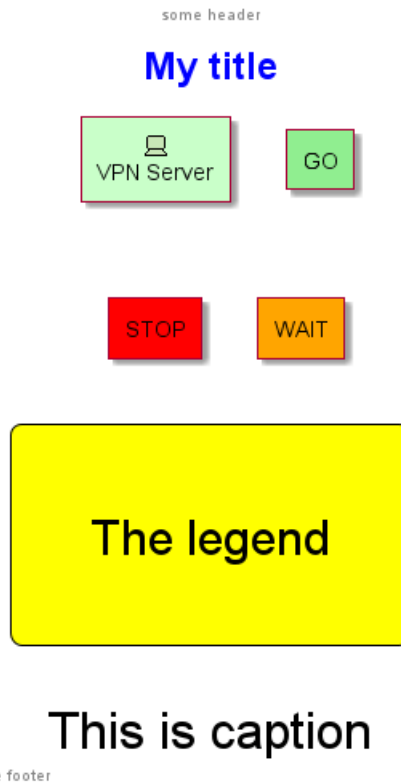 some header
My title
VPN Server
GO
STOP
WAIT
The legend
This is caption
footer